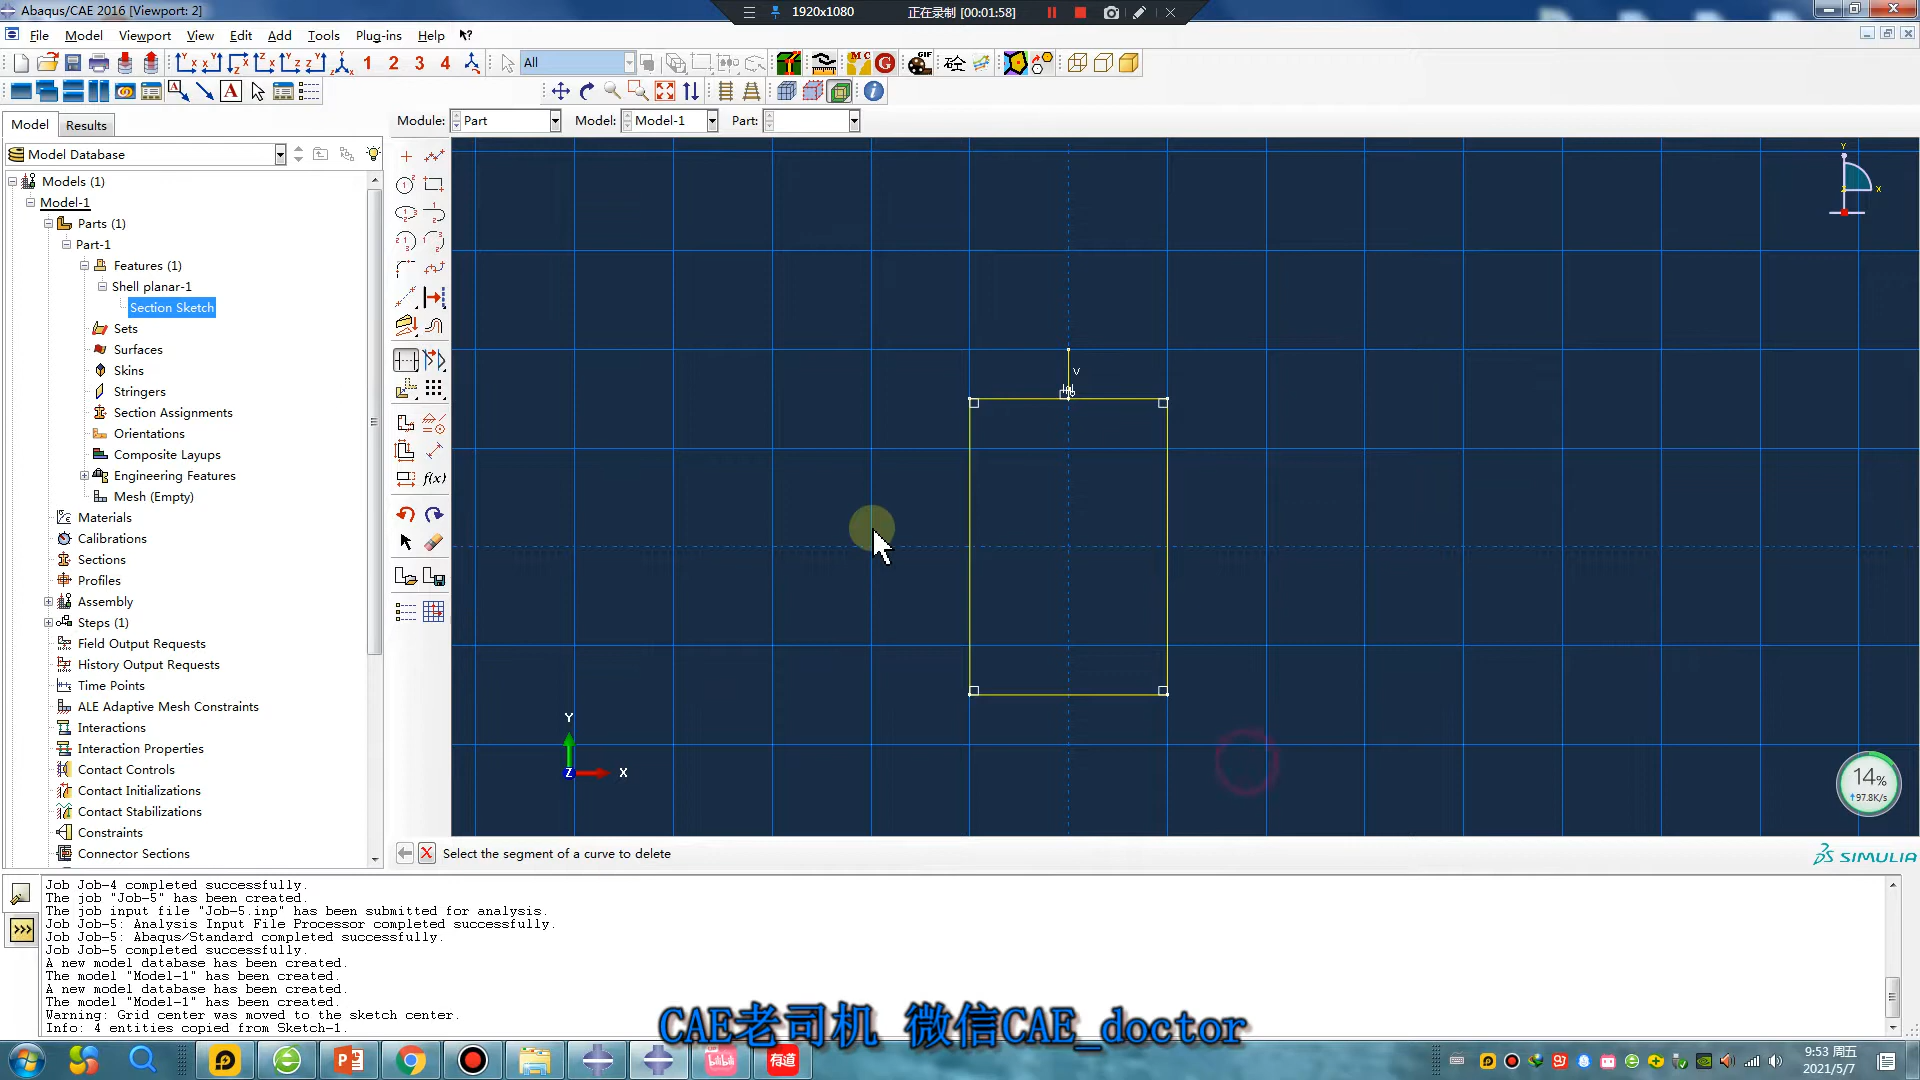 Abaqus/CAE 2016 [Viewport: 2]
1920x1080
正在录制 [00:01:58]
File Model Viewport View Edit Add Tools Plug-ins Help
1 2 3 4
All
M C
G
GIF
砼
A
Model Results
Module: Part Model: Model-1 Part:
Model Database
Models (1)
Model-1
Parts (1)
Part-1
Features (1)
Shell planar-1
Section Sketch
Sets
Surfaces
Skins
Stringers
Section Assignments
Orientations
Composite Layups
Engineering Features
Mesh (Empty)
Materials
Calibrations
Sections
Profiles
Assembly
Steps (1)
Field Output Requests
History Output Requests
Time Points
ALE Adaptive Mesh Constraints
Interactions
Interaction Properties
Contact Controls
Contact Initializations
Contact Stabilizations
Constraints
Connector Sections
f(x)
Y
X
V
Y
Z
X
14%
97.8K/s
Select the segment of a curve to delete
SIMULIA
Job Job-4 completed successfully.
The job "Job-5" has been created.
The job input file "Job-5.inp" has been submitted for analysis.
Job Job-5: Analysis Input File Processor completed successfully.
Job Job-5: Abaqus/Standard completed successfully.
Job Job-5 completed successfully.
A new model database has been created.
The model "Model-1" has been created.
A new model database has been created.
The model "Model-1" has been created.
Warning: Grid center was moved to the sketch center.
Info: 4 entities copied from Sketch-1.
CAE老司机 微信CAE_doctor
bilibili
有道
9:53 周五
2021/5/7